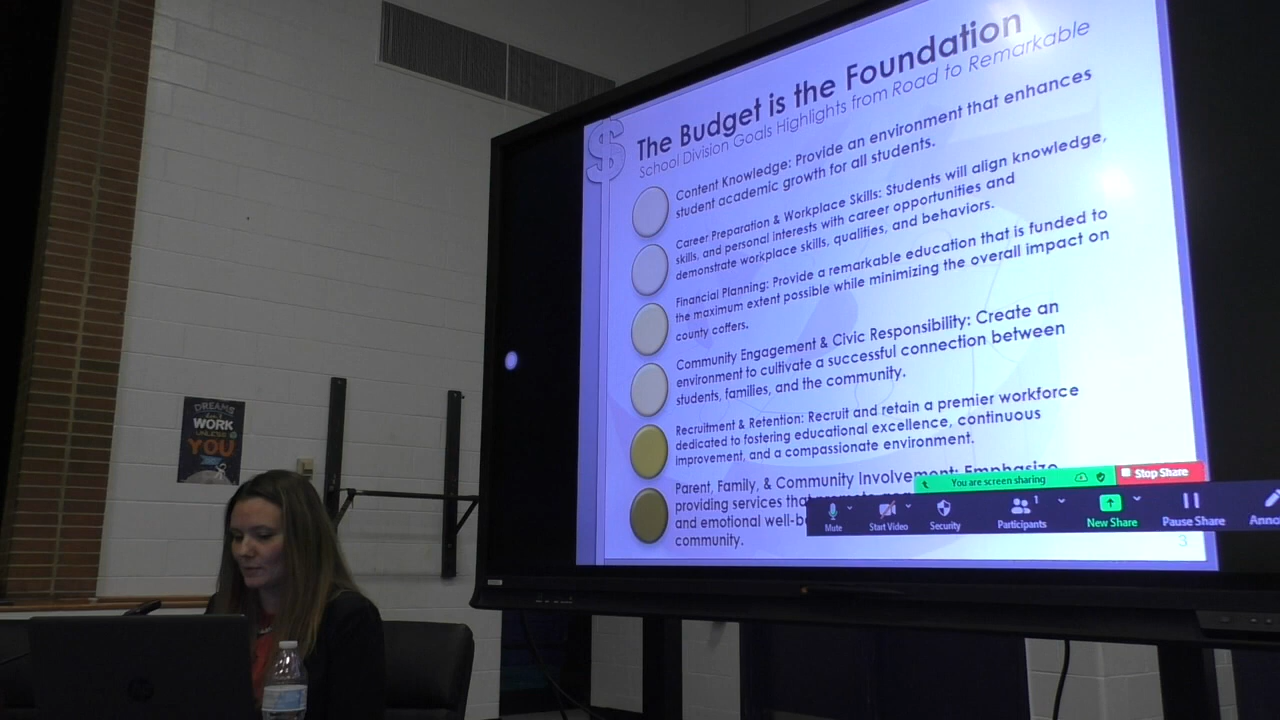 The Budget is the Foundation
School Division Goals Highlights from Road to Remarkable
$
Content Knowledge: Provide an environment that enhances
student academic growth for all students.
Career Preparation & Workplace Skills: Students will align knowledge,
skills, and personal interests with career opportunities and
demonstrate workplace skills, qualities, and behaviors.
Financial Planning: Provide a remarkable education that is funded to
the maximum extent possible while minimizing the overall impact on
county coffers.
Community Engagement & Civic Responsibility: Create an
environment to cultivate a successful connection between
students, families, and the community.
Recruitment & Retention: Recruit and retain a premier workforce
dedicated to fostering educational excellence, continuous
improvement, and a compassionate environment.
Parent, Family, & Community Involvement: Emphasize
providing services that
and emotional well-b
community.
You are screen sharing
Stop Share
Mute
Start Video
Security
Participants
1
New Share
Pause Share
Anno
3
DREAMS
don't
WORK
UNLESS
YOU